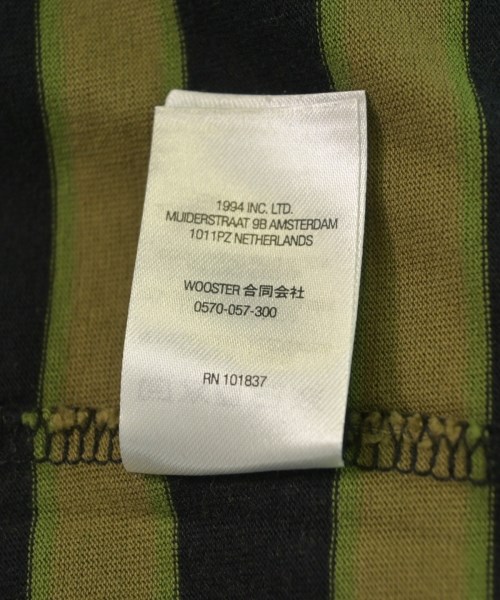 1994 INC. LTD.
MUIDERSTRAAT 9B AMSTERDAM
1011PZ NETHERLANDS
WOOSTER 合同会社
0570-057-300
RN 101837